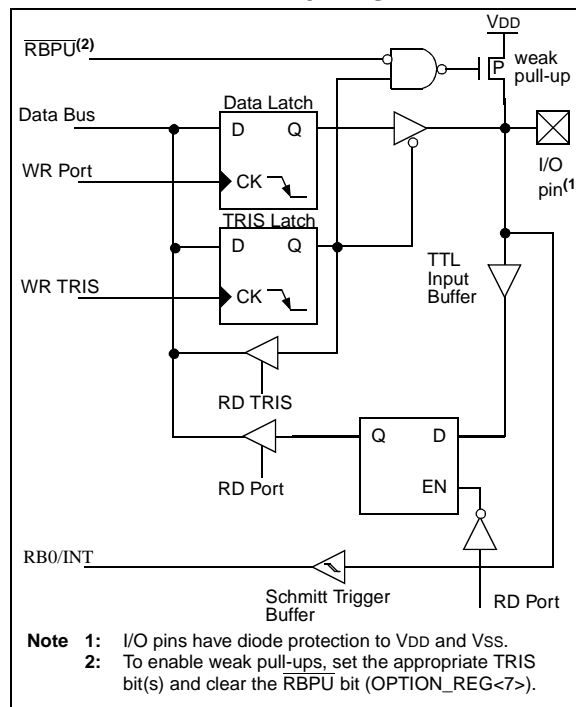 VDD
RBPU(2)
P
weak
pull-up
Data Latch
Data Bus
D Q
WR Port
CK
I/O
pin(1
TRIS Latch
D Q
TTL
Input
Buffer
WR TRIS
CK
RD TRIS
Q D
RD Port
EN
RB0/INT
Schmitt Trigger
Buffer
RD Port
Note 1: I/O pins have diode protection to VDD and VSS.
2: To enable weak pull-ups, set the appropriate TRIS
bit(s) and clear the RBPU bit (OPTION_REG<7>).